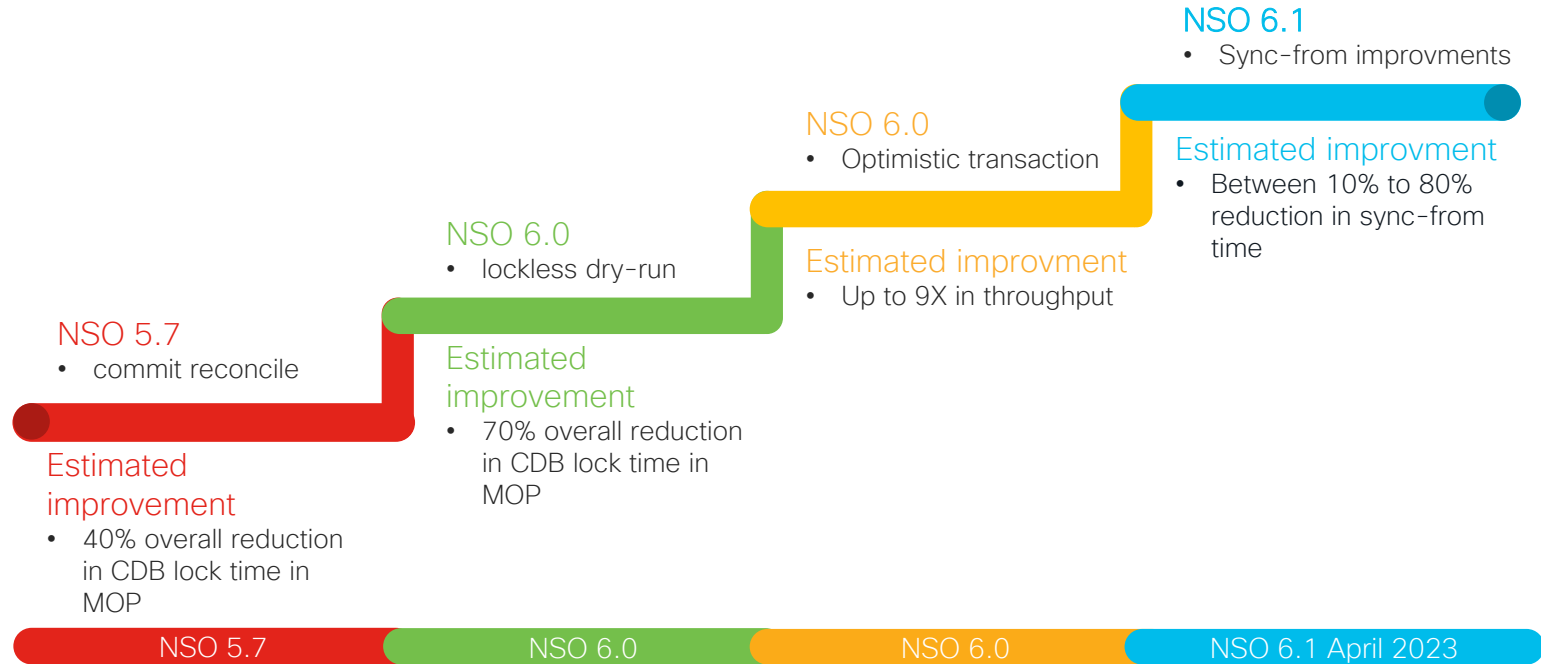 NSO 5.7
• commit reconcile
Estimated
improvement
• 40% overall reduction
in CDB lock time in
MOP
NSO 6.0
• lockless dry-run
Estimated
improvement
• 70% overall reduction
in CDB lock time in
MOP
NSO 6.0
• Optimistic transaction
Estimated improvment
• Up to 9X in throughput
NSO 6.1
• Sync-from improvments
Estimated improvment
• Between 10% to 80%
reduction in sync-from
time
NSO 5.7
NSO 6.0
NSO 6.0
NSO 6.1 April 2023